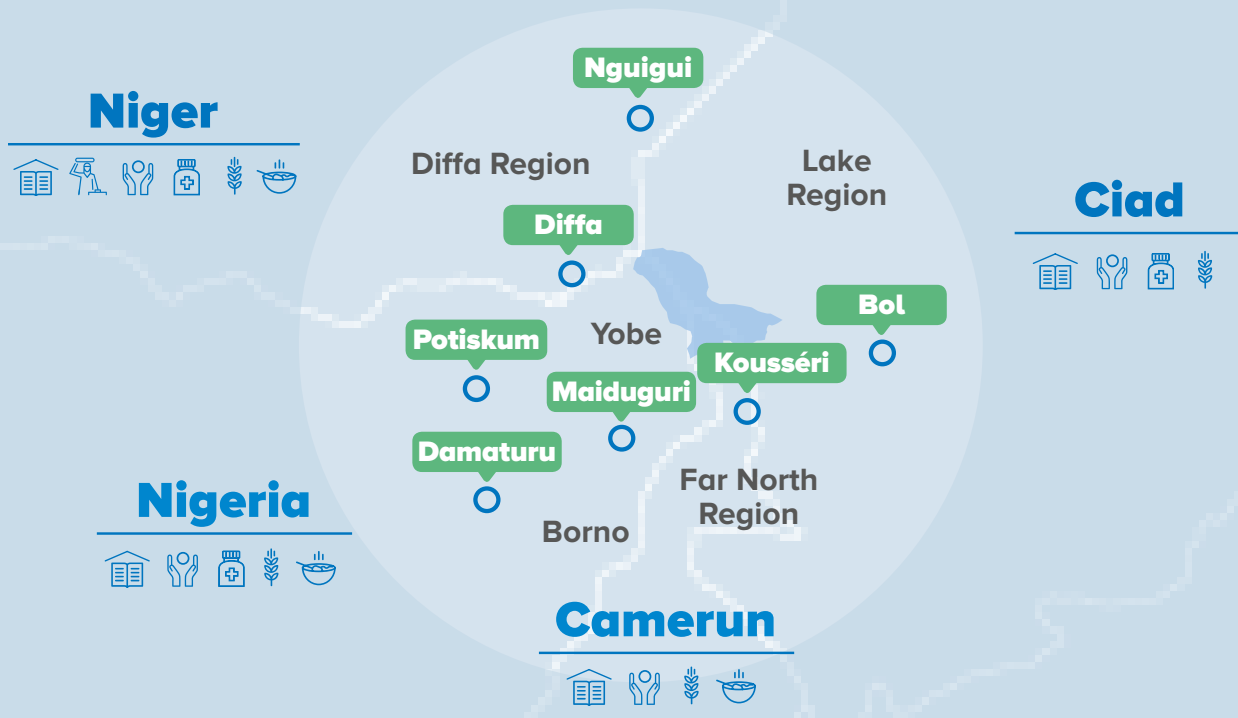 Nguigui
Niger
Diffa Region
Lake
Region
Ciad
Diffa
Bol
Potiskum
Yobe
Kousséri
Maiduguri
Damaturu
Far North
Region
Nigeria
Borno
Camerun